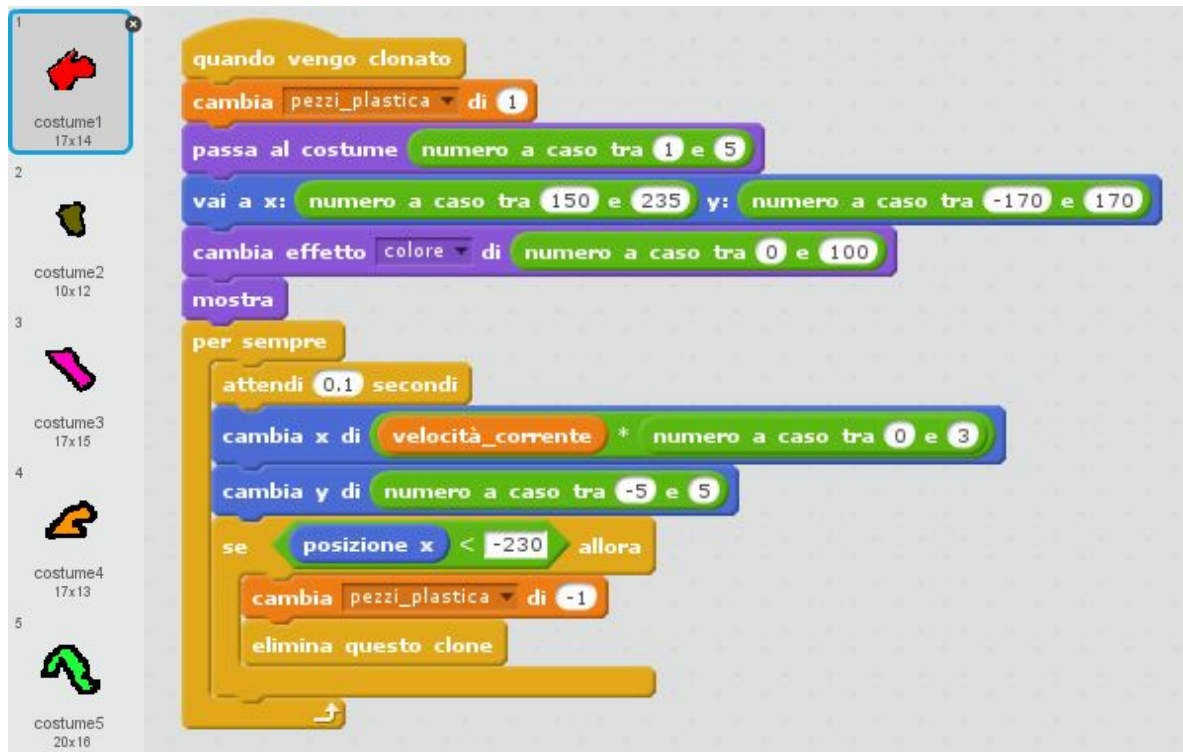 1
costume1
17x14
2
costume2
10x12
3
costume3
17x15
4
costume4
17x13
5
costume5
20x16
quando vengo clonato
cambia pezzi_plastica di 1
passa al costume numero a caso tra 1 e 5
vai a x: numero a caso tra 150 e 235 y: numero a caso tra -170 e 170
cambia effetto colore di numero a caso tra 0 e 100
mostra
per sempre
attendi 0.1 secondi
cambia x di velocità_corrente * numero a caso tra 0 e 3
cambia y di numero a caso tra -5 e 5
se posizione x < -230 allora
cambia pezzi_plastica di -1
elimina questo clone